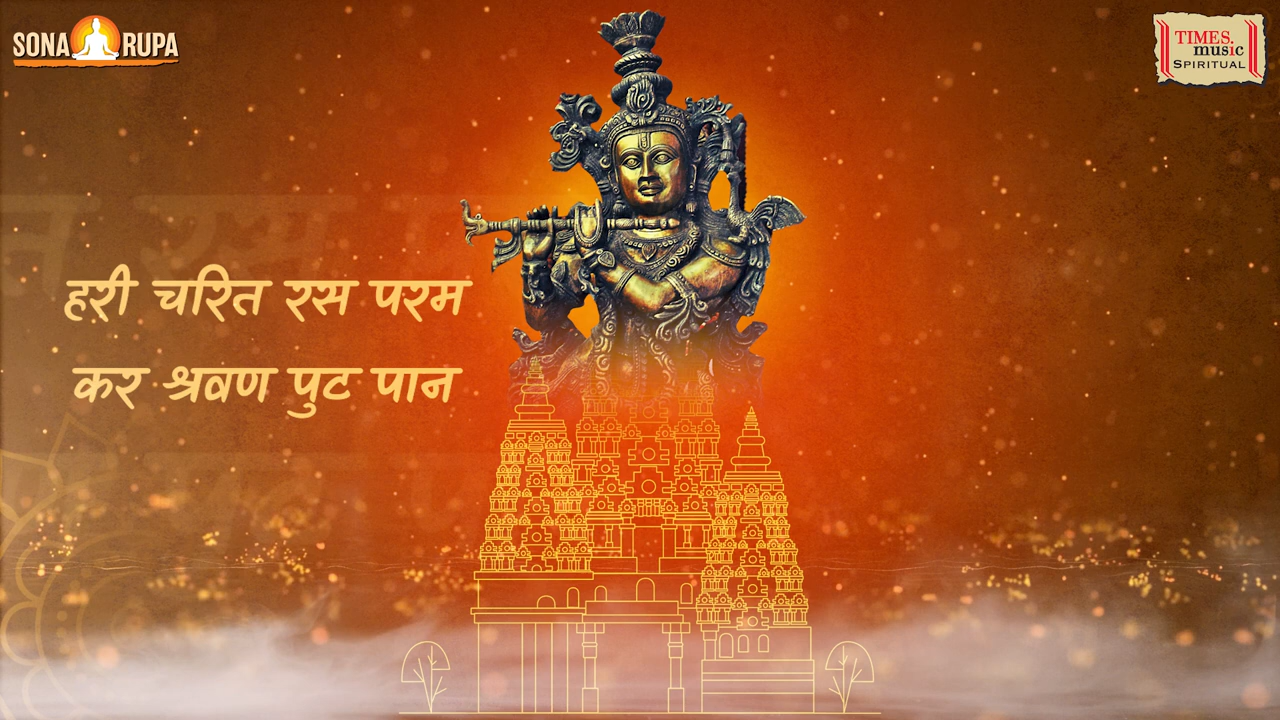 SONA RUPA
TIMES.
music
SPIRITUAL
हरी चरित रस परम
कर श्रवण पुट पान